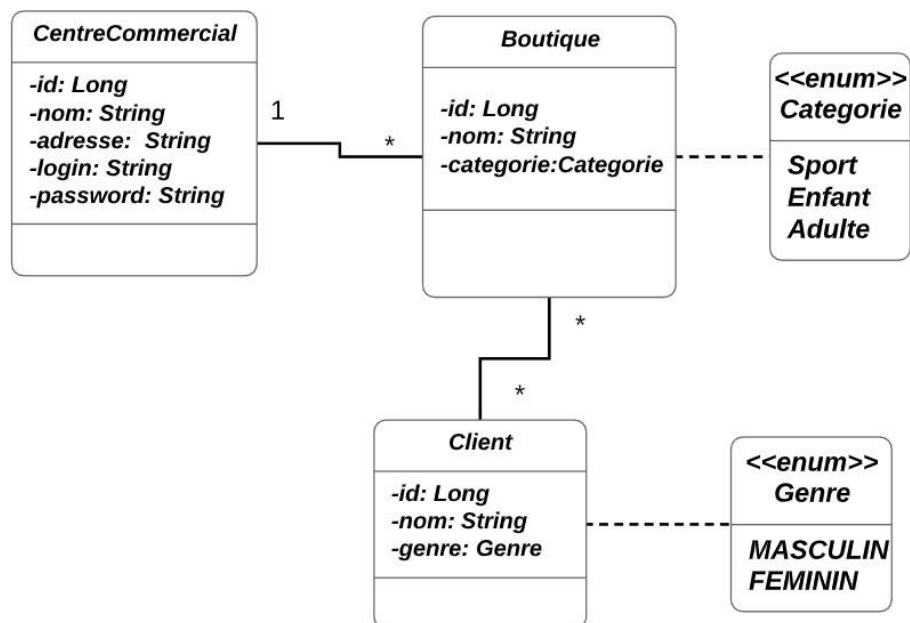 CentreCommercial
-id: Long
-nom: String
-adresse: String
-login: String
-password: String
1
*
Boutique
-id: Long
-nom: String
-categorie:Categorie
<<enum>>
Categorie
Sport
Enfant
Adulte
*
*
Client
-id: Long
-nom: String
-genre: Genre
<<enum>>
Genre
MASCULIN
FEMININ